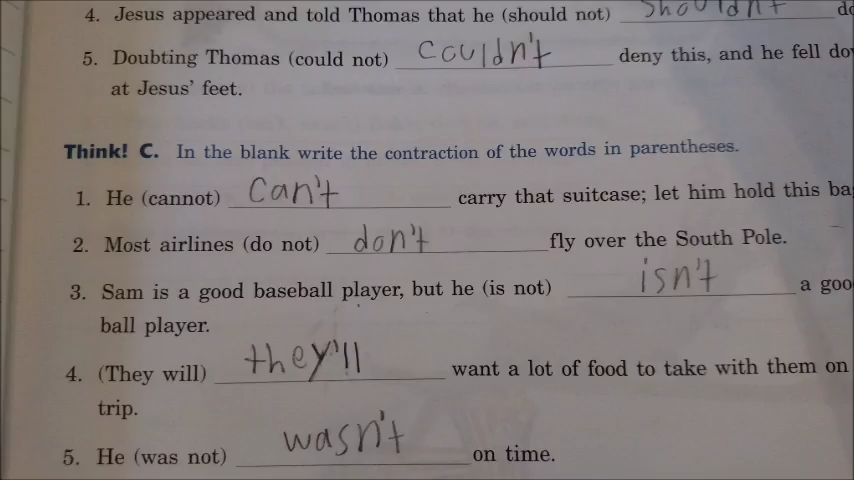 4. Jesus appeared and told Thomas that he (should not) shouldn't
5. Doubting Thomas (could not) couldn't deny this, and he fell
at Jesus' feet.
Think! C. In the blank write the contraction of the words in parentheses.
1. He (cannot) can't carry that suitcase; let him hold this
2. Most airlines (do not) don't fly over the South Pole.
3. Sam is a good baseball player, but he (is not) isn't a
ball player.
4. (They will) they'll want a lot of food to take with them on
trip.
5. He (was not) wasn't on time.